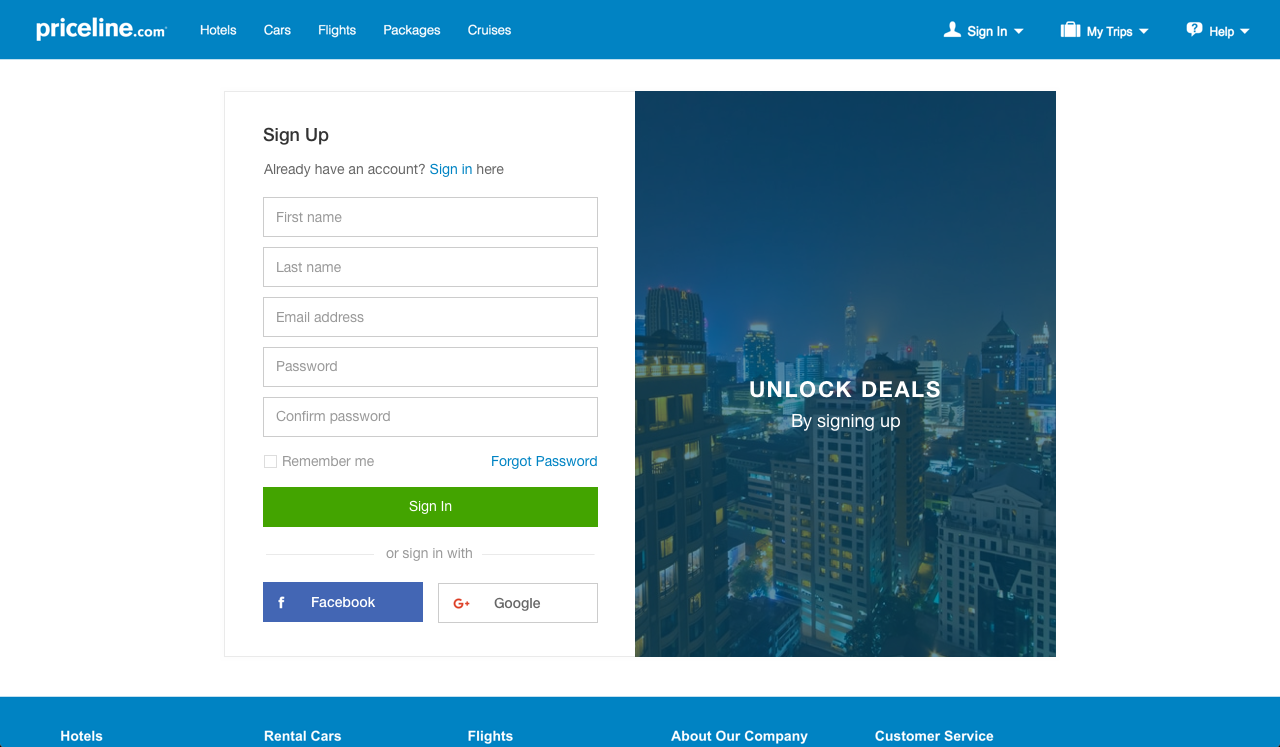 priceline.com Hotels Cars Flights Packages Cruises Sign In My Trips Help
Sign Up
Already have an account? Sign in here
First name
Last name
Email address
Password
Confirm password
Remember me Forgot Password
Sign In
or sign in with
f Facebook G+ Google
UNLOCK DEALS
By signing up
Hotels Rental Cars Flights About Our Company Customer Service